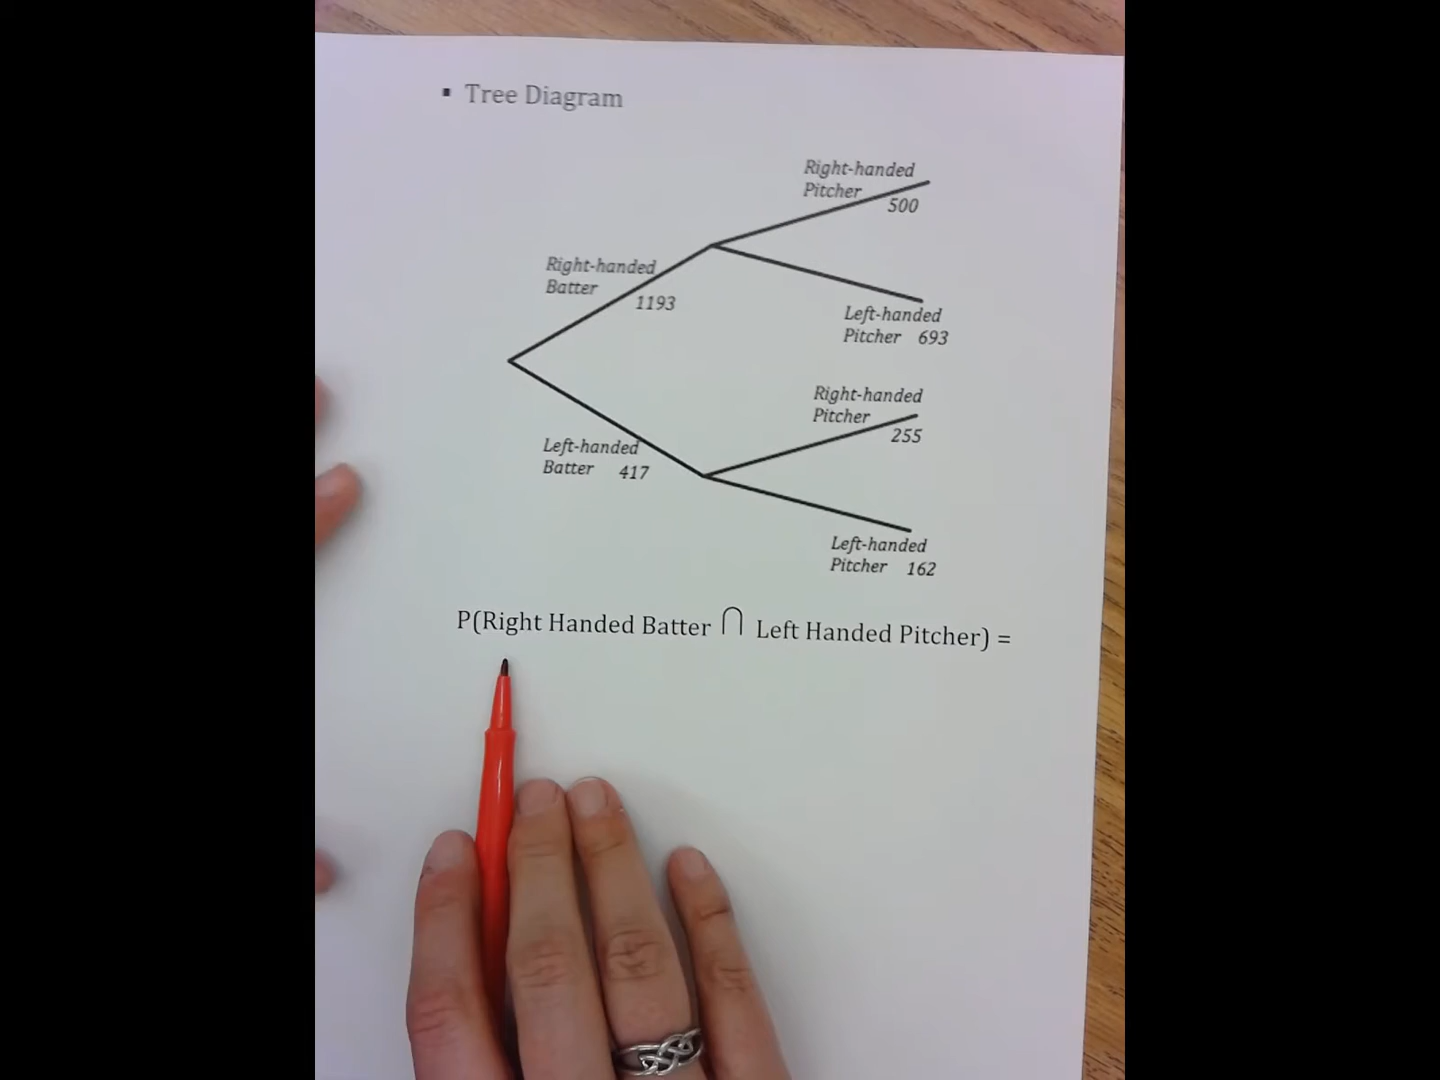 ▪ Tree Diagram
Right-handed
Pitcher
500
Right-handed
Batter
1193
Left-handed
Pitcher 693
Right-handed
Pitcher
255
Left-handed
Batter 417
Left-handed
Pitcher 162
P(Right Handed Batter ∩ Left Handed Pitcher) =